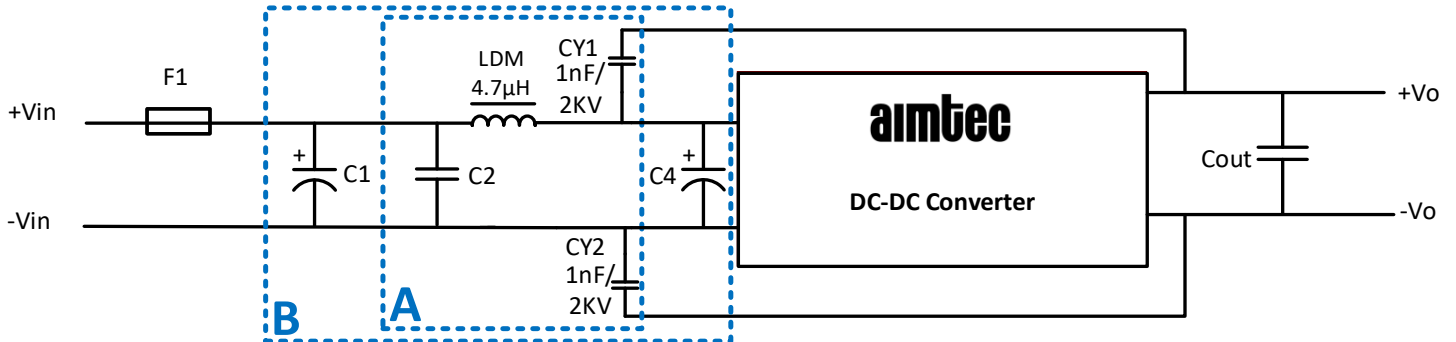 F1
LDM
4.7µH
CY1
1nF/
2KV
+Vin
aimtec
+Vo
+
C1
C2
C4
+
Cout
DC-DC Converter
-Vin
-Vo
CY2
1nF/
2KV
B
A